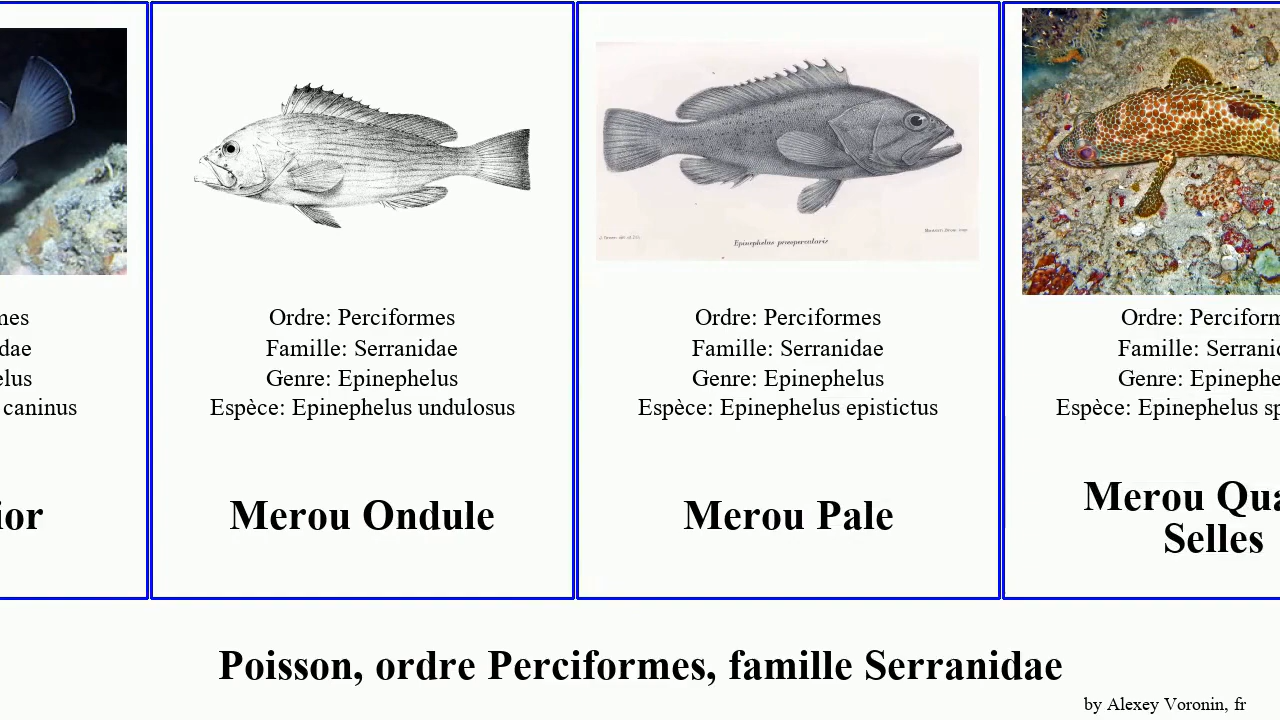 mes
dae
elus
caninus
ior
Epinephelus praeopercularis
Ordre: Perciformes
Famille: Serranidae
Genre: Epinephelus
Espèce: Epinephelus undulosus
Merou Ondule
Ordre: Perciformes
Famille: Serranidae
Genre: Epinephelus
Espèce: Epinephelus epistictus
Merou Pale
Ordre: Perciform
Famille: Serranid
Genre: Epinephe
Espèce: Epinephelus sp
Merou Qua
Selles
Poisson, ordre Perciformes, famille Serranidae
by Alexey Voronin, fr